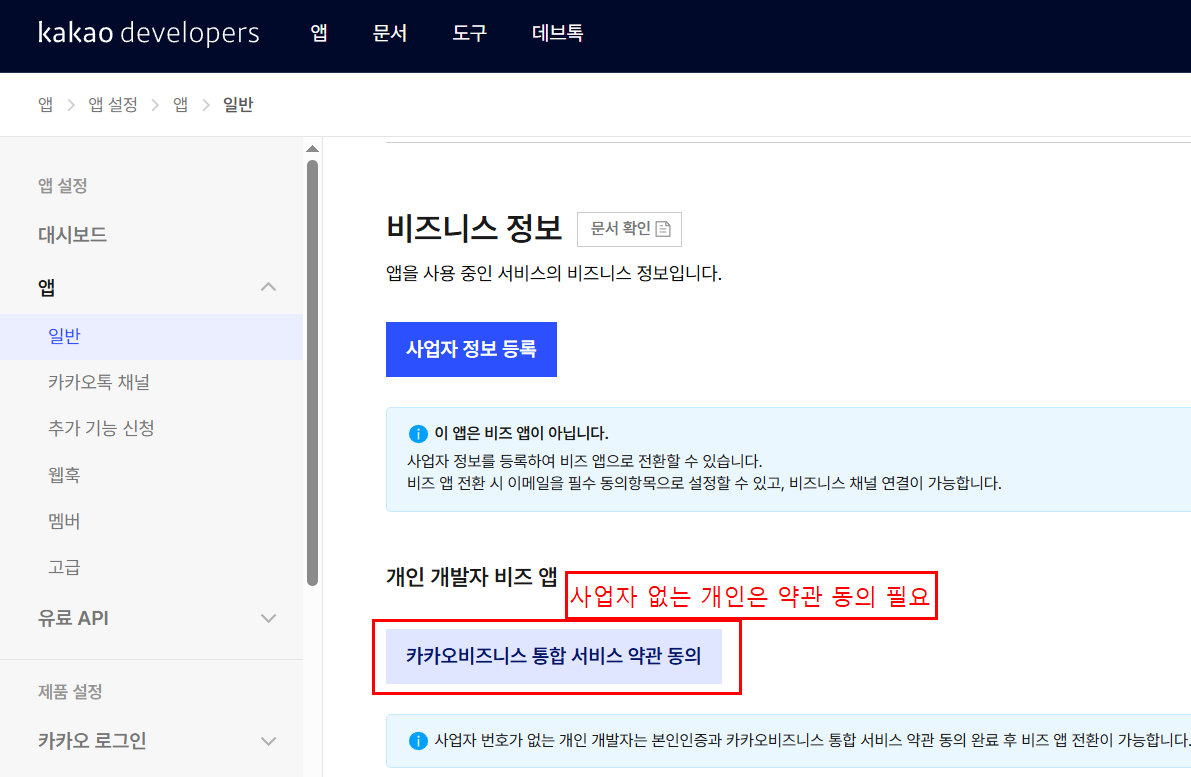 kakao developers 앱 문서 도구 데브톡
앱 > 앱 설정 > 앱 > 일반
앱 설정
대시보드
앱
일반
카카오톡 채널
추가 기능 신청
웹훅
멤버
고급
유료 API
제품 설정
카카오 로그인
비즈니스 정보 문서 확인
앱을 사용 중인 서비스의 비즈니스 정보입니다.
사업자 정보 등록
이 앱은 비즈 앱이 아닙니다.
사업자 정보를 등록하여 비즈 앱으로 전환할 수 있습니다.
비즈 앱 전환 시 이메일을 필수 동의항목으로 설정할 수 있고, 비즈니스 채널 연결이 가능합니다.
개인 개발자 비즈 앱
사업자 없는 개인은 약관 동의 필요
카카오비즈니스 통합 서비스 약관 동의
사업자 번호가 없는 개인 개발자는 본인인증과 카카오비즈니스 통합 서비스 약관 동의 완료 후 비즈 앱 전환이 가능합니다.